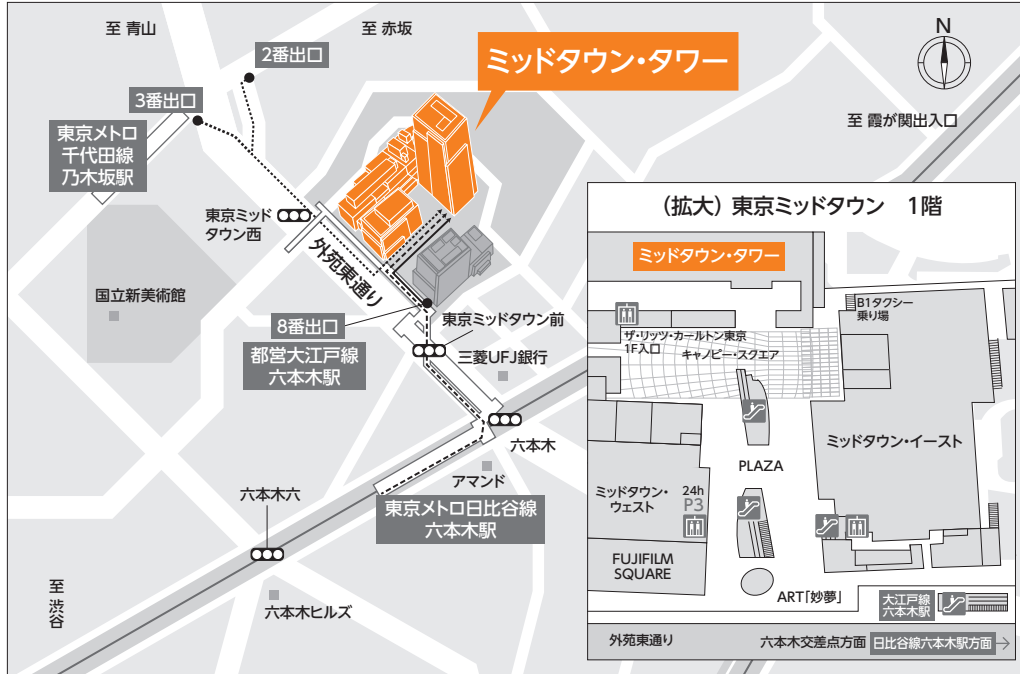 至 青山
至 赤坂
2番出口
ミッドタウン・タワー
N
3番出口
至 霞が関出入口
東京メトロ
千代田線
乃木坂駅
東京ミッド
タウン西
外苑東通り
国立新美術館
8番出口
都営大江戸線
六本木駅
東京ミッドタウン前
三菱UFJ銀行
六本木
アマンド
東京メトロ日比谷線
六本木駅
六本木六
至 渋谷
六本木ヒルズ
(拡大) 東京ミッドタウン 1階
ミッドタウン・タワー
B1タクシー
乗り場
ザ・リッツ・カールトン東京
1F入口
キャノピー・スクエア
ミッドタウン・イースト
PLAZA
ミッドタウン・
ウェスト
24h
P3
FUJIFILM
SQUARE
ART「妙夢」
大江戸線
六本木駅
外苑東通り
六本木交差点方面
日比谷線六本木駅方面→